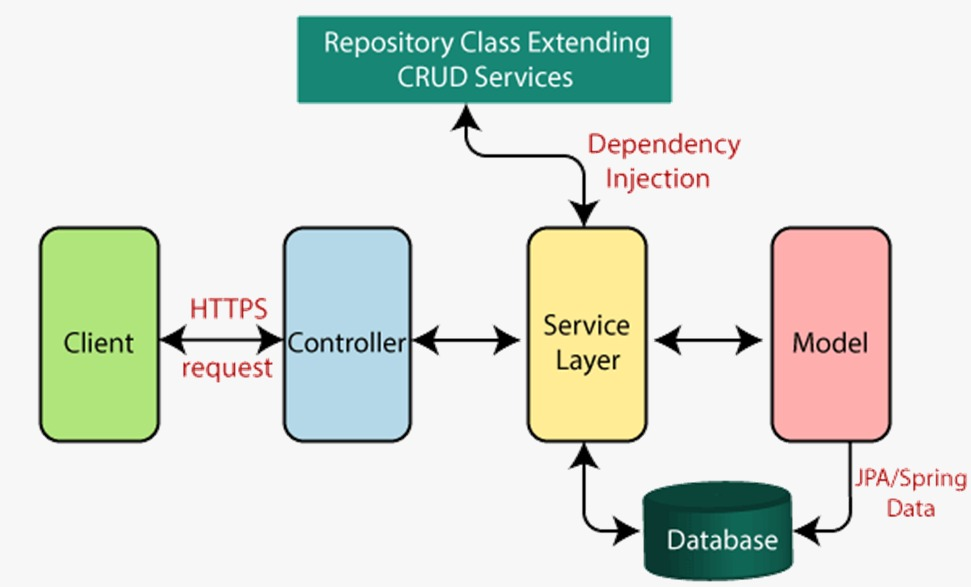 Repository Class Extending
CRUD Services
Dependency
Injection
HTTPS
request
Client
Controller
Service
Layer
Model
JPA/Spring
Data
Database